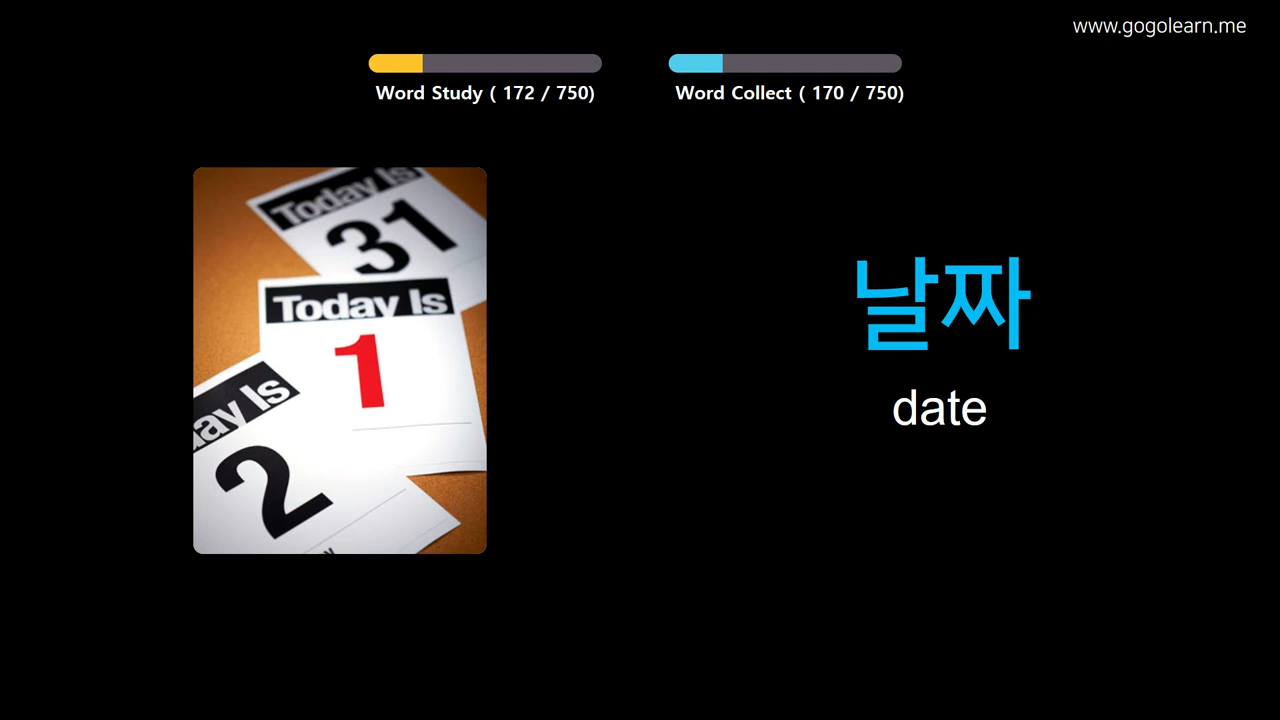 www.gogolearn.me
Word Study ( 172 / 750)
Word Collect ( 170 / 750)
Today Is
31
Today Is
1
day Is
2
날짜
date